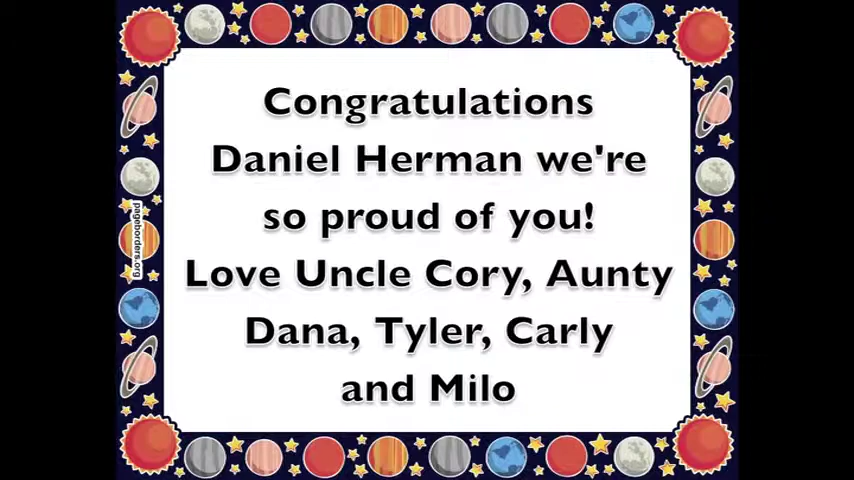 Congratulations
Daniel Herman we're
so proud of you!
Love Uncle Cory, Aunty
Dana, Tyler, Carly
and Milo
pageborders.org